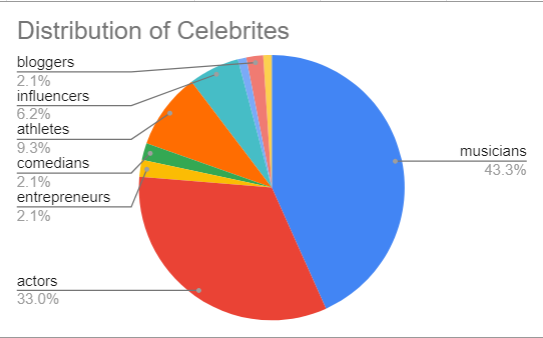 Distribution of Celebrites
bloggers
2.1%
influencers
6.2%
athletes
9.3%
comedians
2.1%
entrepreneurs
2.1%
actors
33.0%
musicians
43.3%